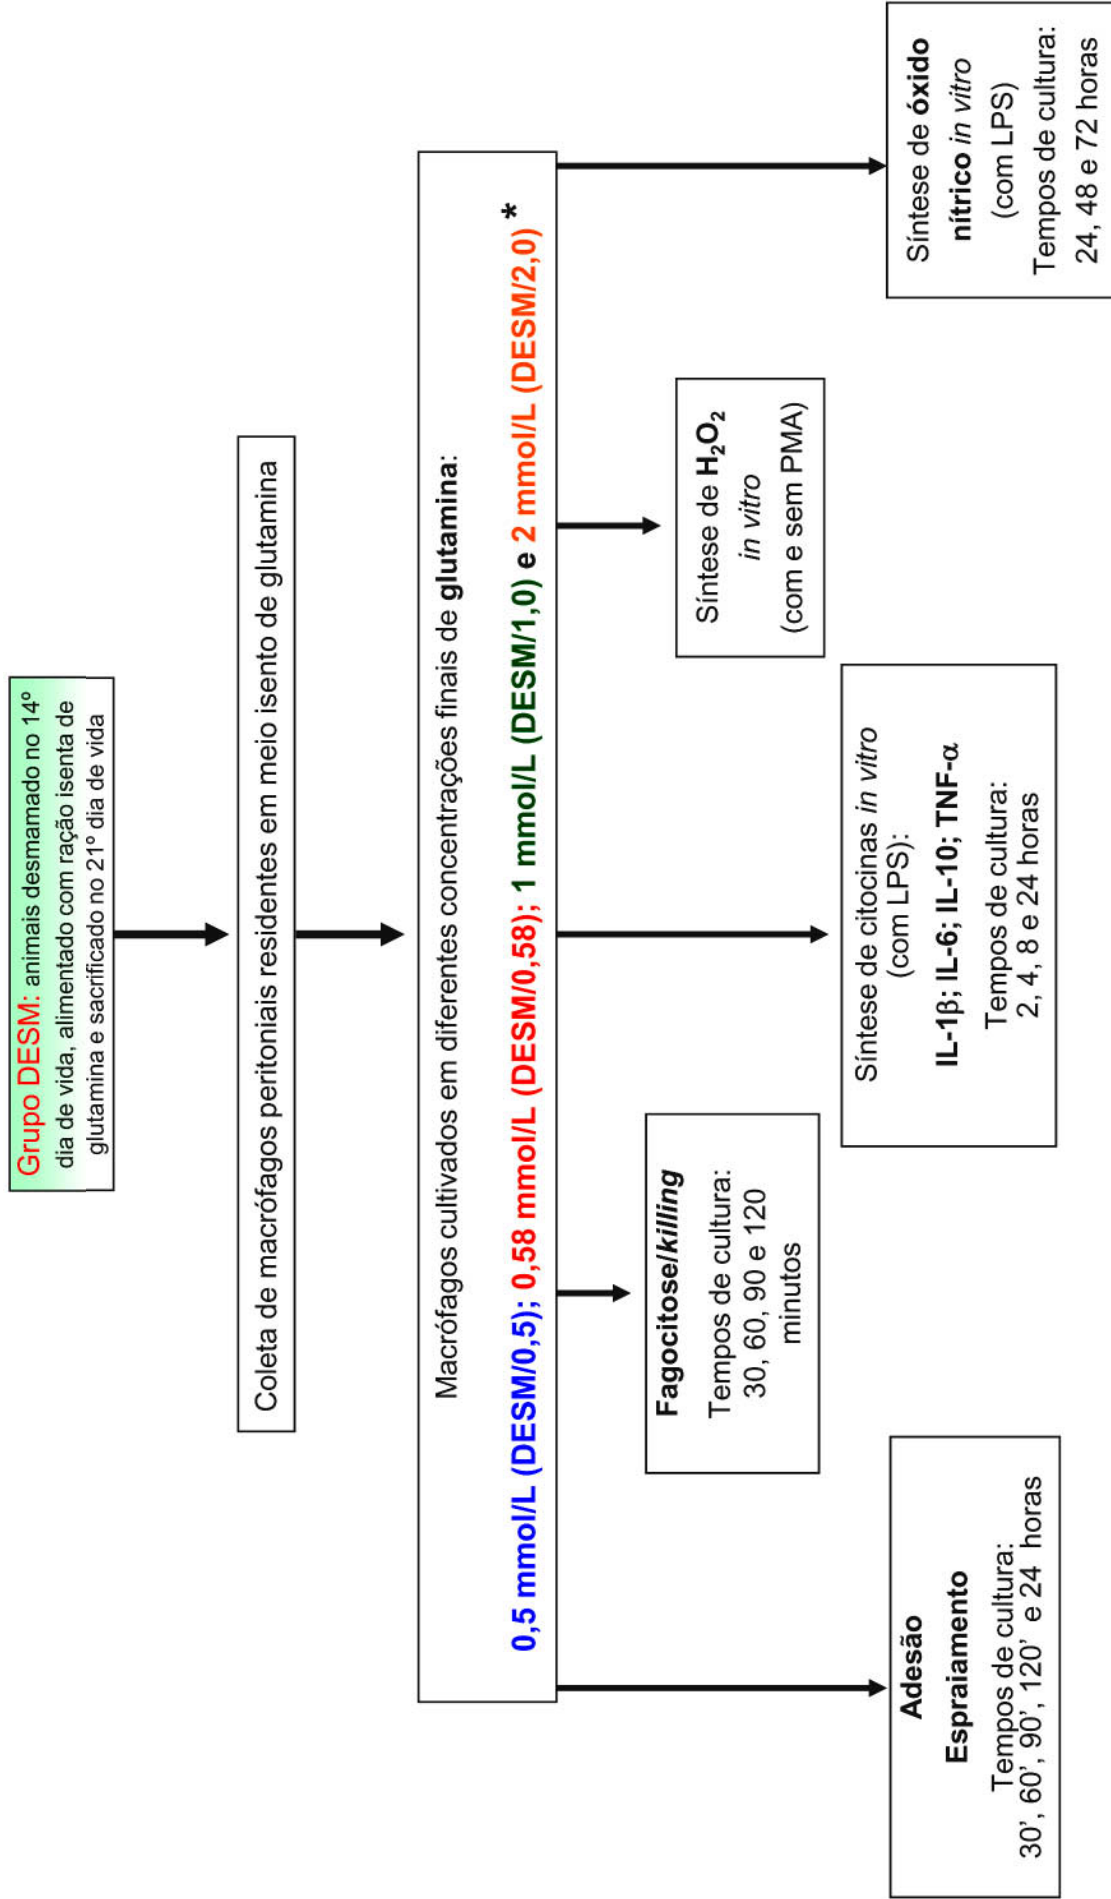 Grupo DESM: animais desmamado no 14º
dia de vida, alimentado com ração isenta de
glutamina e sacrificado no 21º dia de vida
Coleta de macrófagos peritoniais residentes em meio isento de glutamina
Macrófagos cultivados em diferentes concentrações finais de glutamina:
0,5 mmol/L (DESM/0,5); 0,58 mmol/L (DESM/0,58); 1 mmol/L (DESM/1,0) e 2 mmol/L (DESM/2,0)*
Adesão
Espraiamento
Tempos de cultura:
30’, 60’, 90’, 120’ e 24 horas
Fagocitose/killing
Tempos de cultura:
30, 60, 90 e 120
minutos
Síntese de citocinas in vitro
(com LPS):
IL-1β; IL-6; IL-10; TNF-α
Tempos de cultura:
2, 4, 8 e 24 horas
Síntese de H₂O₂
in vitro
(com e sem PMA)
Síntese de óxido
nítrico in vitro
(com LPS)
Tempos de cultura:
24, 48 e 72 horas